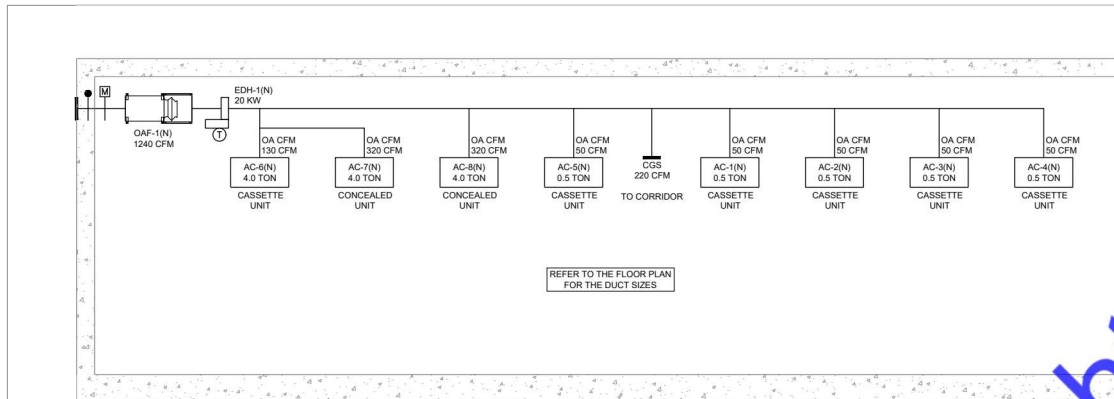 M
EDH-1(N)
20 KW
T
OAF-1(N)
1240 CFM
OA CFM
130 CFM
AC-6(N)
4.0 TON
CASSETTE
UNIT
OA CFM
320 CFM
AC-7(N)
4.0 TON
CONCEALED
UNIT
OA CFM
320 CFM
AC-8(N)
4.0 TON
CONCEALED
UNIT
OA CFM
50 CFM
AC-5(N)
0.5 TON
CASSETTE
UNIT
CGS
220 CFM
TO CORRIDOR
OA CFM
50 CFM
AC-1(N)
0.5 TON
CASSETTE
UNIT
OA CFM
50 CFM
AC-2(N)
0.5 TON
CASSETTE
UNIT
OA CFM
50 CFM
AC-3(N)
0.5 TON
CASSETTE
UNIT
OA CFM
50 CFM
AC-4(N)
0.5 TON
CASSETTE
UNIT
REFER TO THE FLOOR PLAN
FOR THE DUCT SIZES